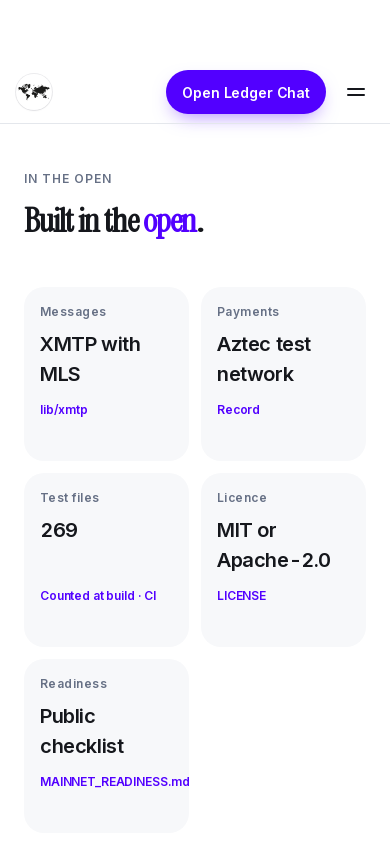 Open Ledger Chat
IN THE OPEN
Built in the open.
Messages
XMTP with
MLS
lib/xmtp
Payments
Aztec test
network
Record
Test files
269
Counted at build · CI
Licence
MIT or
Apache-2.0
LICENSE
Readiness
Public
checklist
MAINNET_READINESS.md